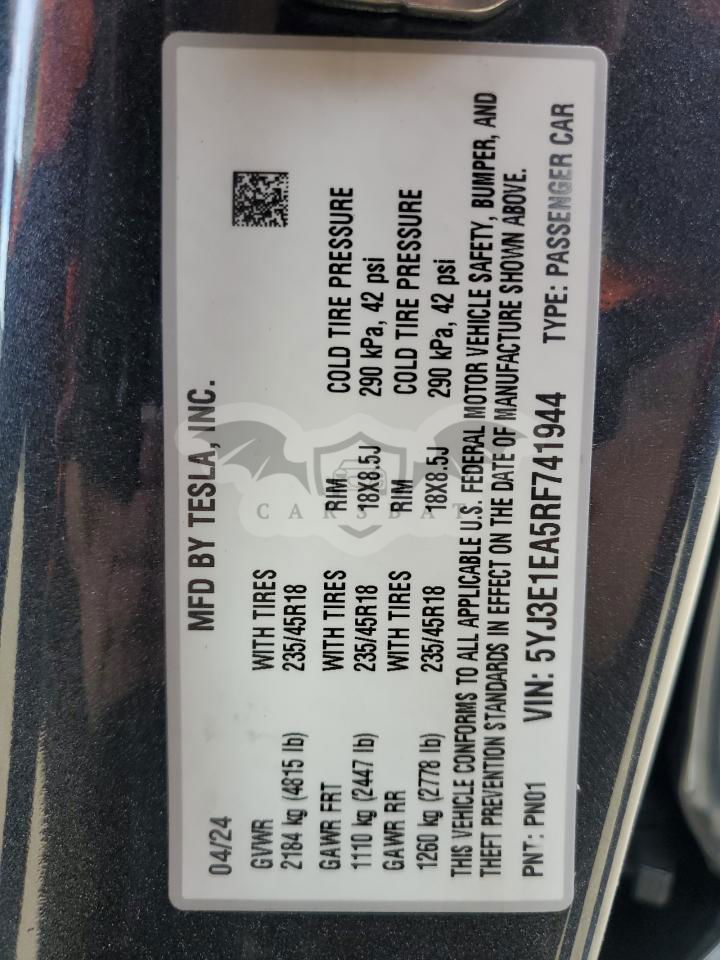 04/24 MFD BY TESLA, INC.
GVWR WITH TIRES
2184 kg (4815 lb) 235/45R18
GAWR FRT WITH TIRES RIM COLD TIRE PRESSURE
1110 kg (2447 lb) 235/45R18 18X8.5J 290 kPa, 42 psi
GAWR RR WITH TIRES RIM COLD TIRE PRESSURE
1260 kg (2778 lb) 235/45R18 18X8.5J 290 kPa, 42 psi
THIS VEHICLE CONFORMS TO ALL APPLICABLE U.S. FEDERAL MOTOR VEHICLE SAFETY, BUMPER, AND
THEFT PREVENTION STANDARDS IN EFFECT ON THE DATE OF MANUFACTURE SHOWN ABOVE.
PNT: PN01 VIN: 5YJ3E1EA5RF741944 TYPE: PASSENGER CAR
CARSBAT